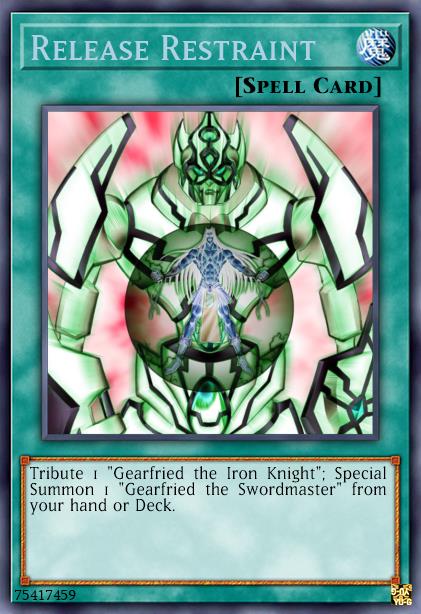 Release Restraint
[Spell Card]
Tribute 1 "Gearfried the Iron Knight"; Special
Summon 1 "Gearfried the Swordmaster" from
your hand or Deck.
75417459